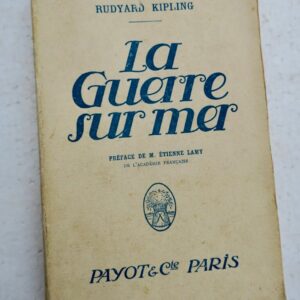 RUDYARD KIPLING
La
Guerre
sur mer
PRÉFACE DE M. ÉTIENNE LAMY
DE L'ACADÉMIE FRANÇAISE
PAYOT & Cie PARIS